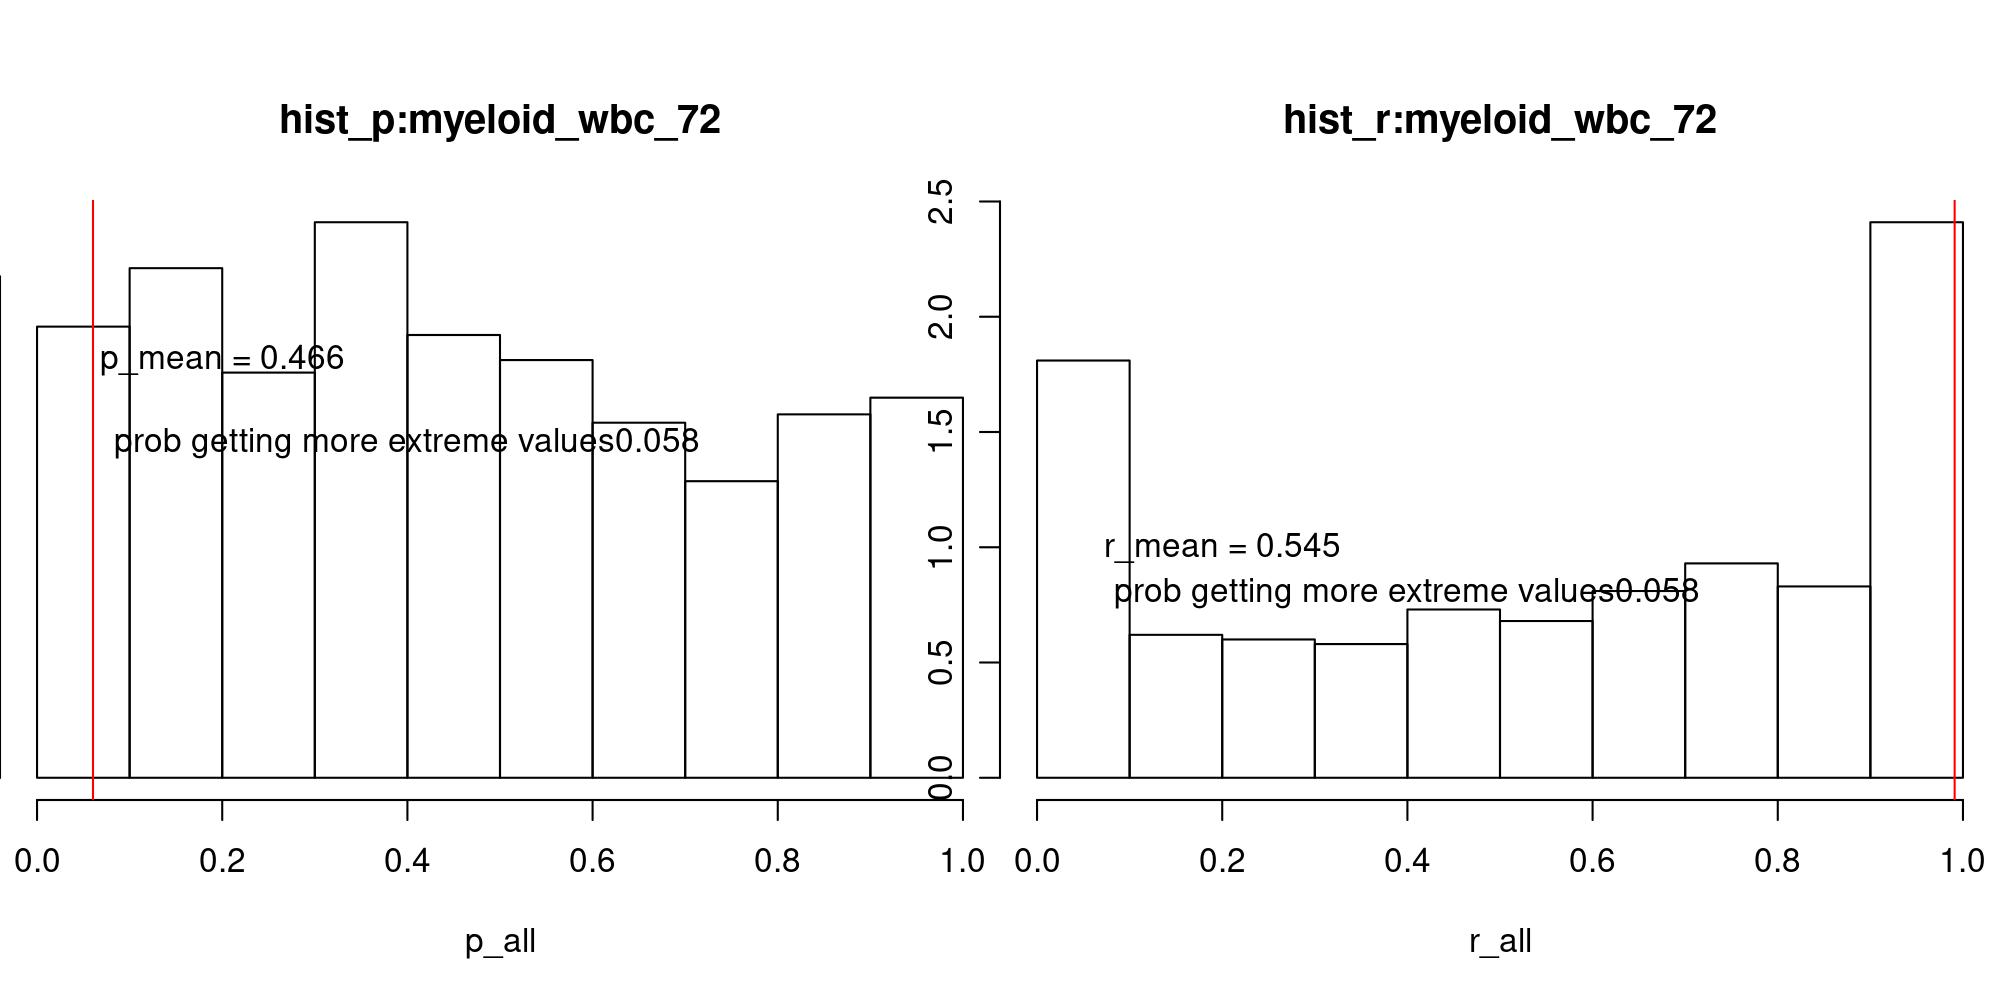 hist_p:myeloid_wbc_72
p_mean = 0.466
prob getting more extreme values0.058
0.0 0.2 0.4 0.6 0.8 1.0
p_all
hist_r:myeloid_wbc_72
2.5
2.0
1.5
1.0
0.5
0.0
r_mean = 0.545
prob getting more extreme values0.058
0.0 0.2 0.4 0.6 0.8 1.0
r_all